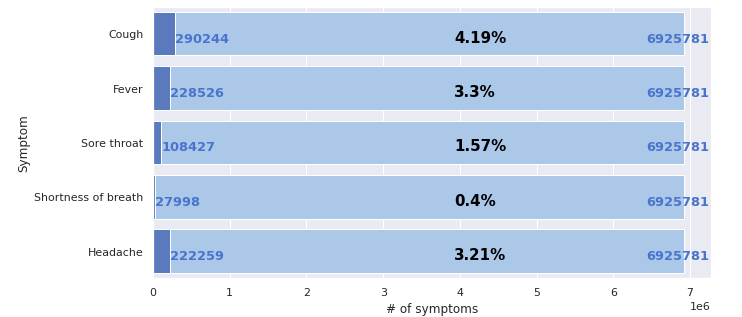 Cough 290244 4.19% 6925781
Fever 228526 3.3% 6925781
Sore throat 108427 1.57% 6925781
Shortness of breath 27998 0.4% 6925781
Headache 222259 3.21% 6925781
Symptom
0 1 2 3 4 5 6 7
1e6
# of symptoms